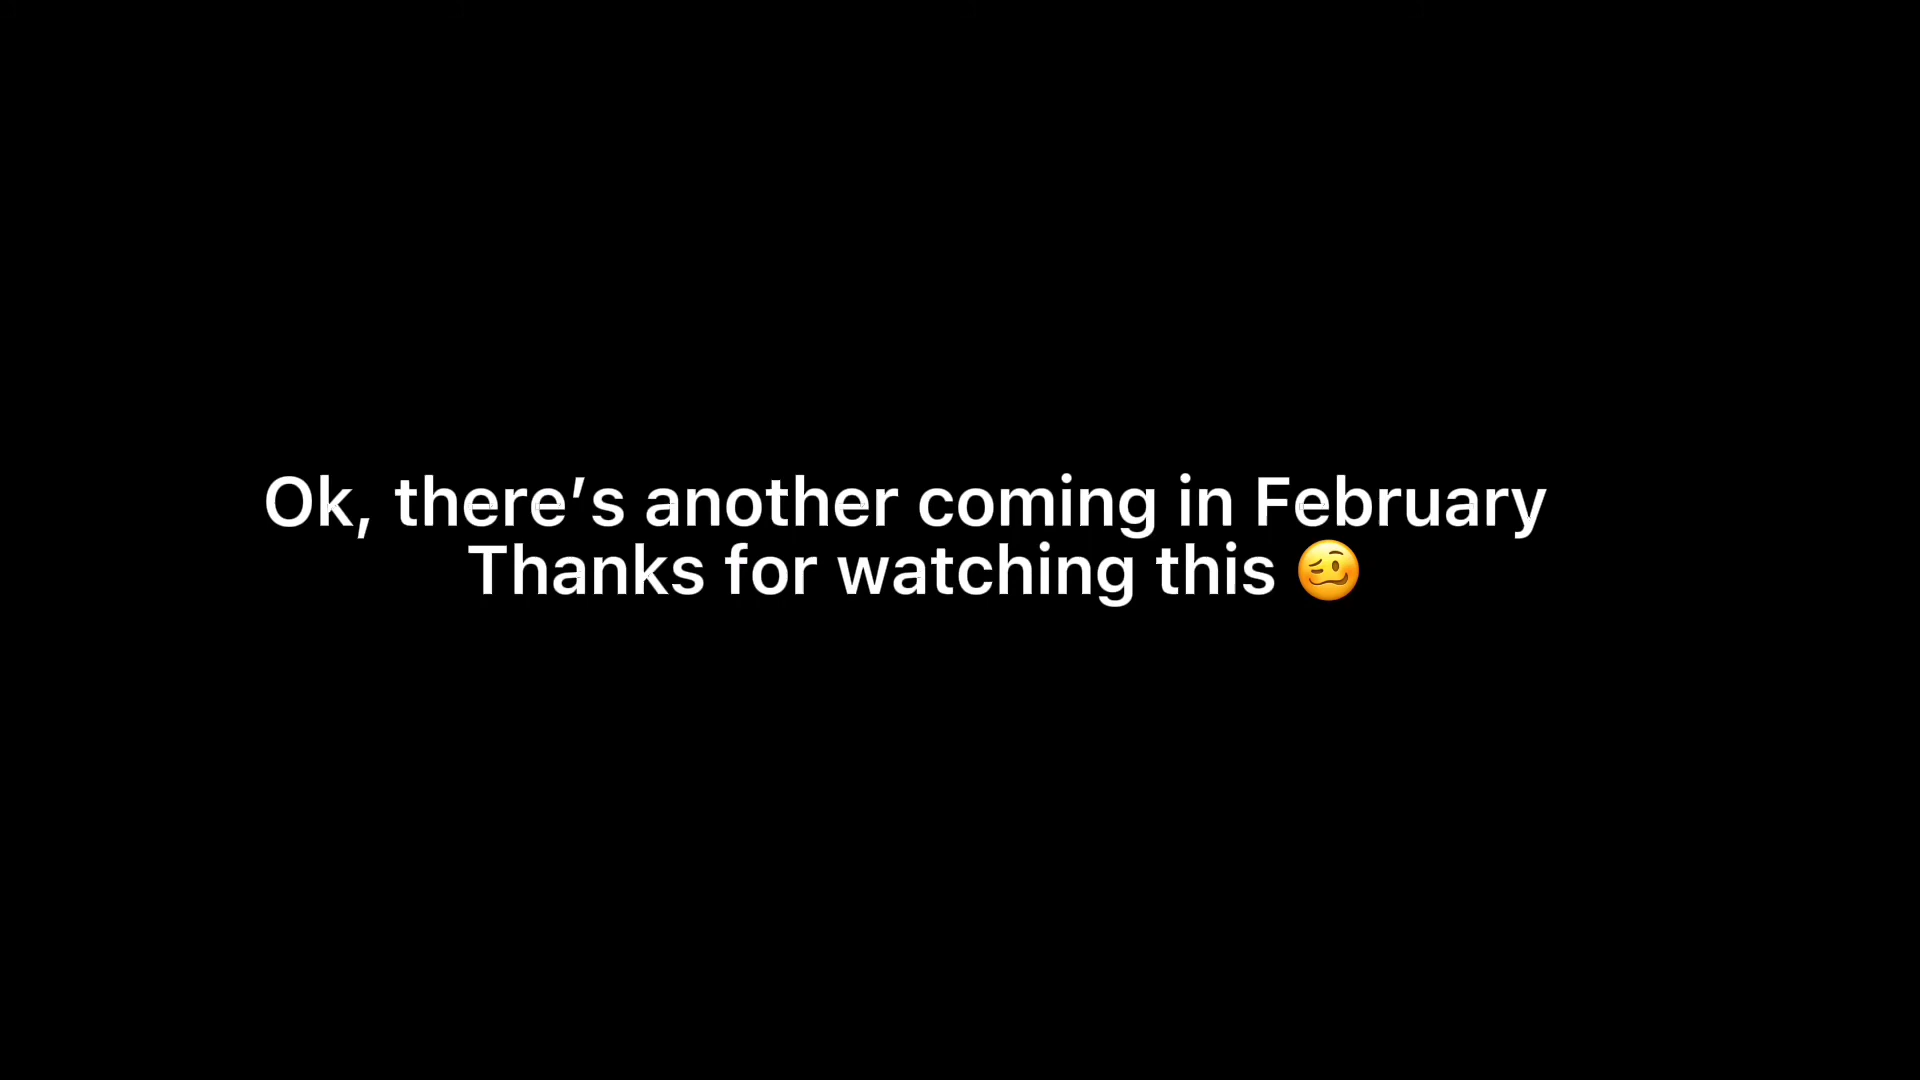 Ok, there’s another coming in February
Thanks for watching this 🥴